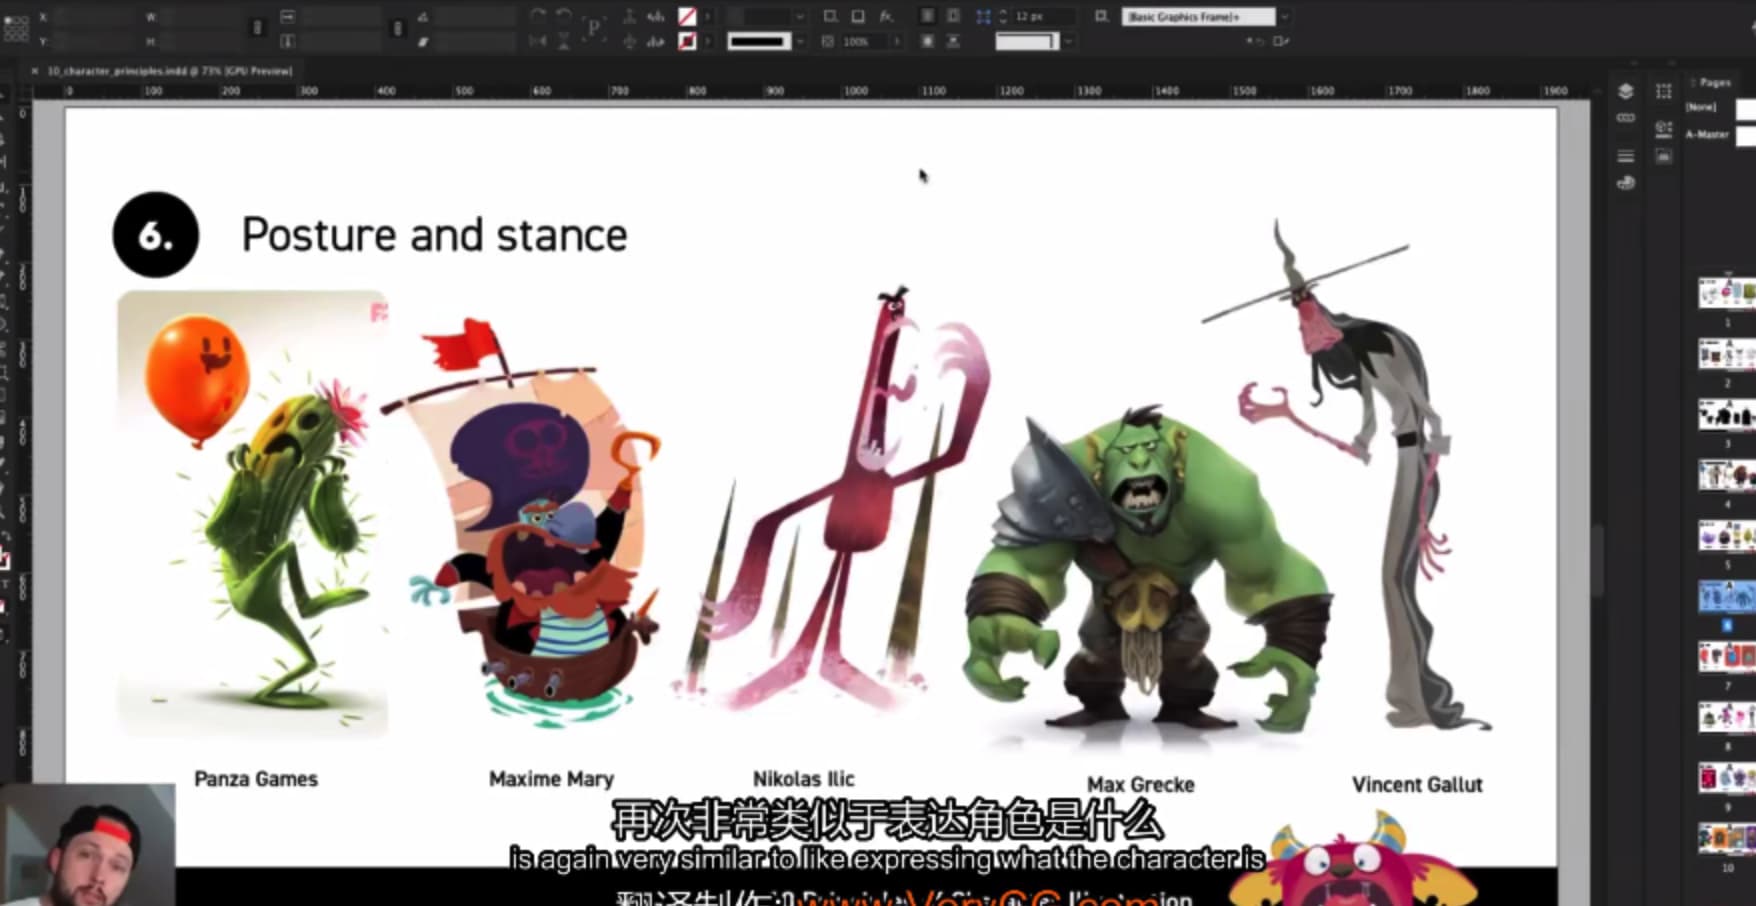 X:
W:
Y:
H:
100%
12 px
[Basic Graphics Frame]+
× 10_character_principles.indd @ 73% [GPU Preview]
0 100 200 300 400 500 600 700 800 900 1000 1100 1200 1300 1400 1500 1600 1700 1800 1900
Pages
[None]
A-Master
6. Posture and stance
Panza Games
Maxime Mary
Nikolas Ilic
Max Grecke
Vincent Gallut
再次非常类似于表达角色是什么
is again very similar to like expressing what the character is
翻译制作:www.VeryCG.com
1
2
3
4
5
6
7
8
9
10